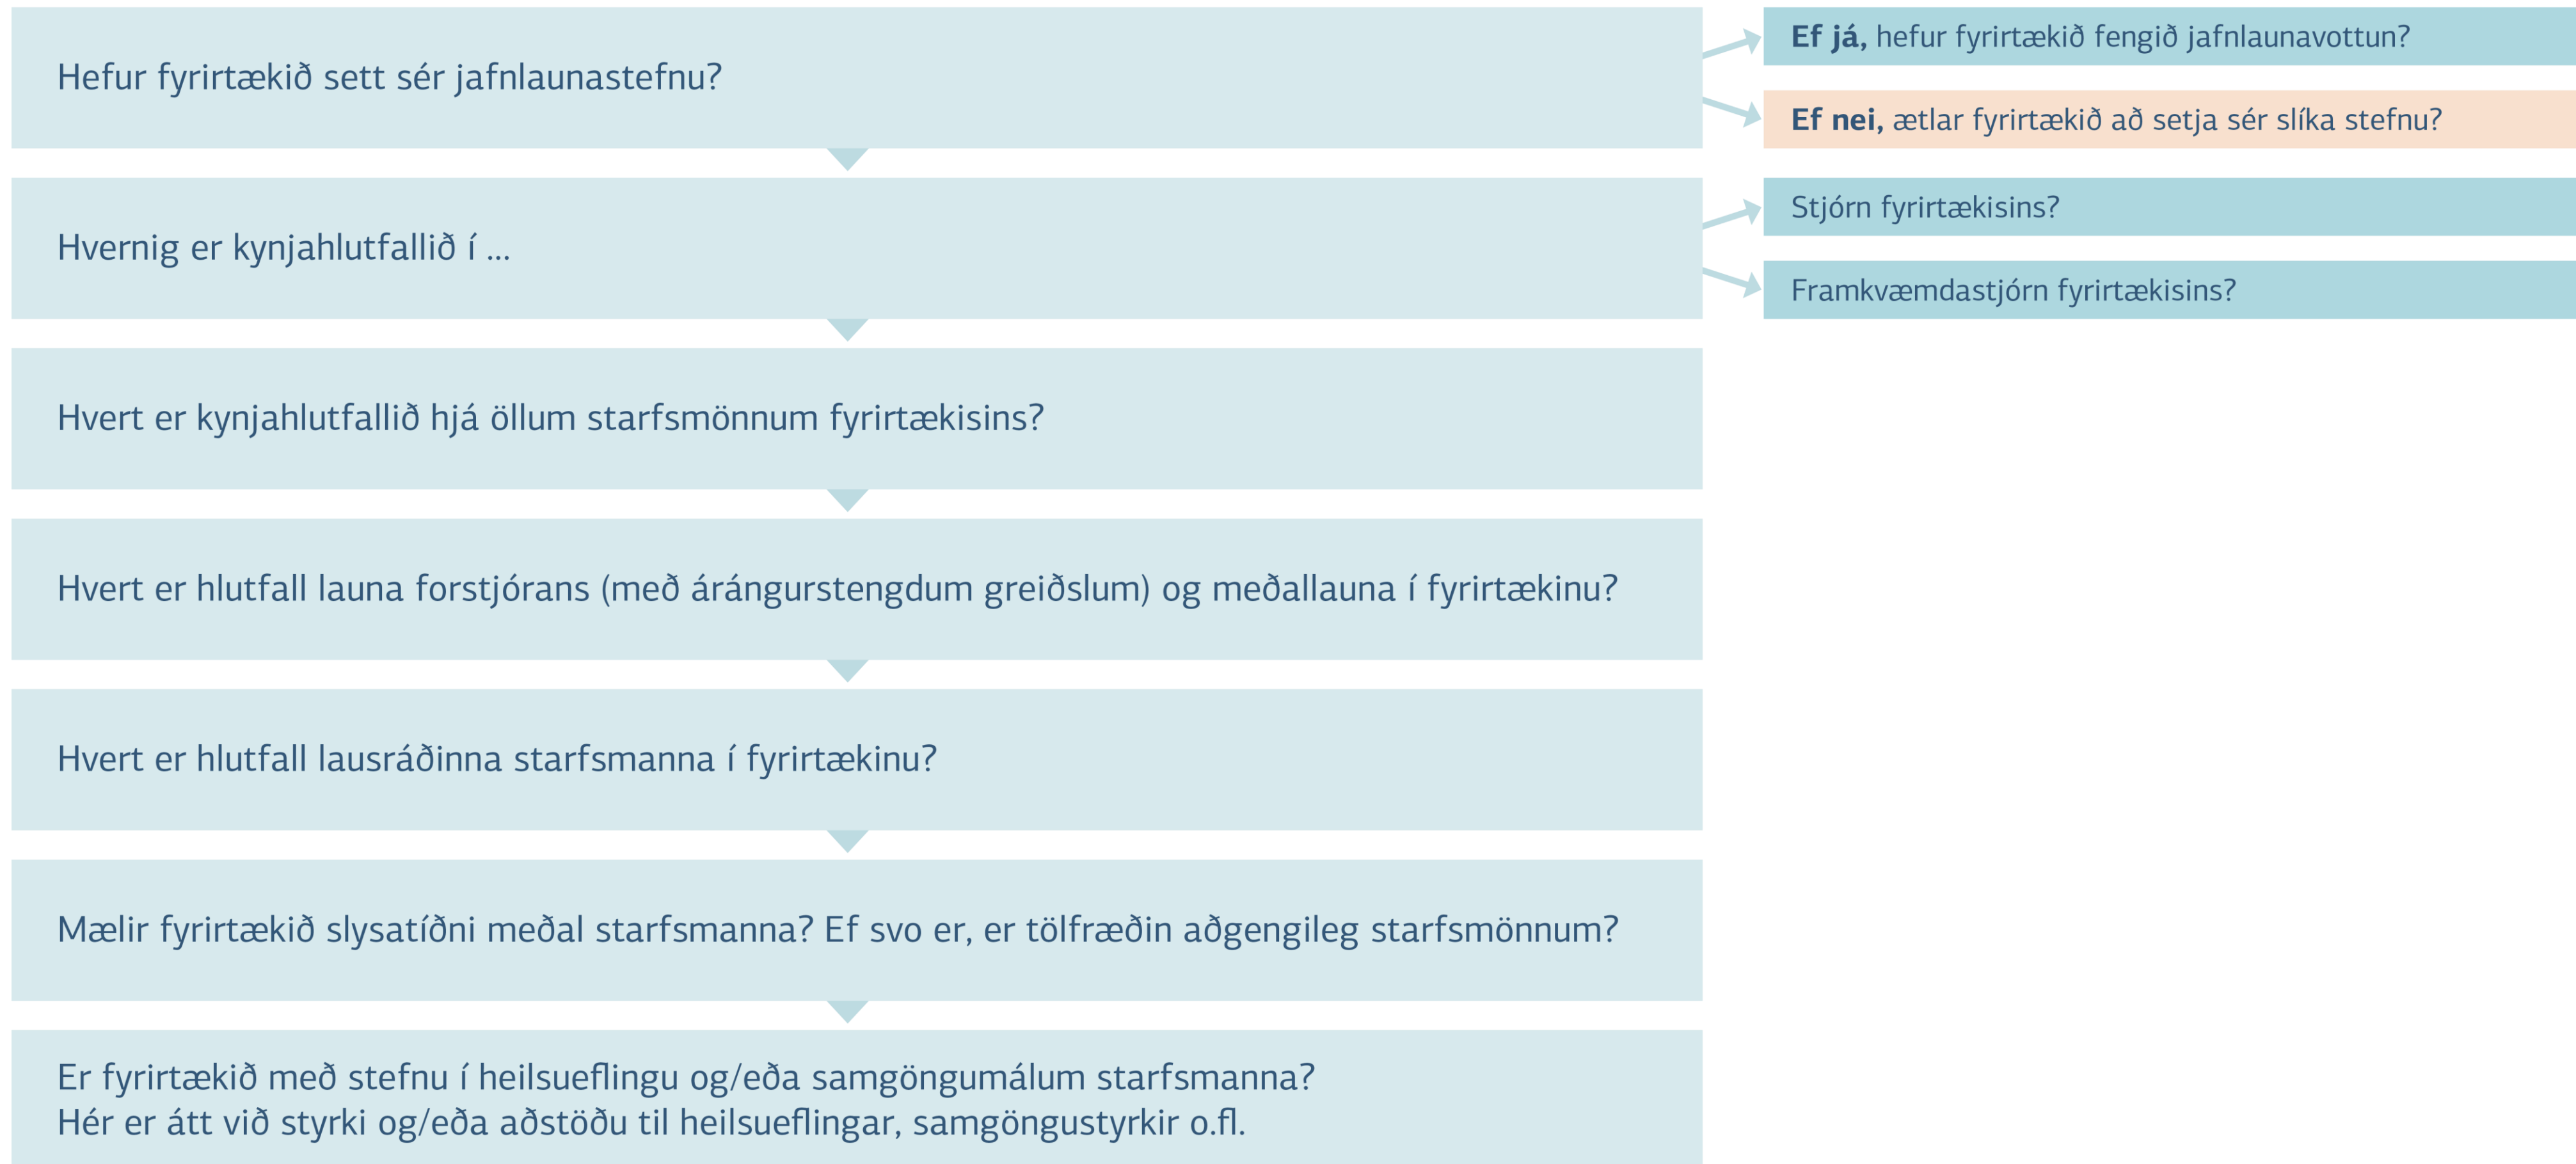 Hefur fyrirtækið sett sér jafnlaunastefnu?
Ef já, hefur fyrirtækið fengið jafnlaunavottun?
Ef nei, ætlar fyrirtækið að setja sér slíka stefnu?
Hvernig er kynjahlutfallið í ...
Stjórn fyrirtækisins?
Framkvæmdastjórn fyrirtækisins?
Hvert er kynjahlutfallið hjá öllum starfsmönnum fyrirtækisins?
Hvert er hlutfall launa forstjórans (með árángurstengdum greiðslum) og meðallauna í fyrirtækinu?
Hvert er hlutfall lausráðinna starfsmanna í fyrirtækinu?
Mælir fyrirtækið slysatíðni meðal starfsmanna? Ef svo er, er tölfræðin aðgengileg starfsmönnum?
Er fyrirtækið með stefnu í heilsueflingu og/eða samgöngumálum starfsmanna?
Hér er átt við styrki og/eða aðstöðu til heilsueflingar, samgöngustyrkir o.fl.